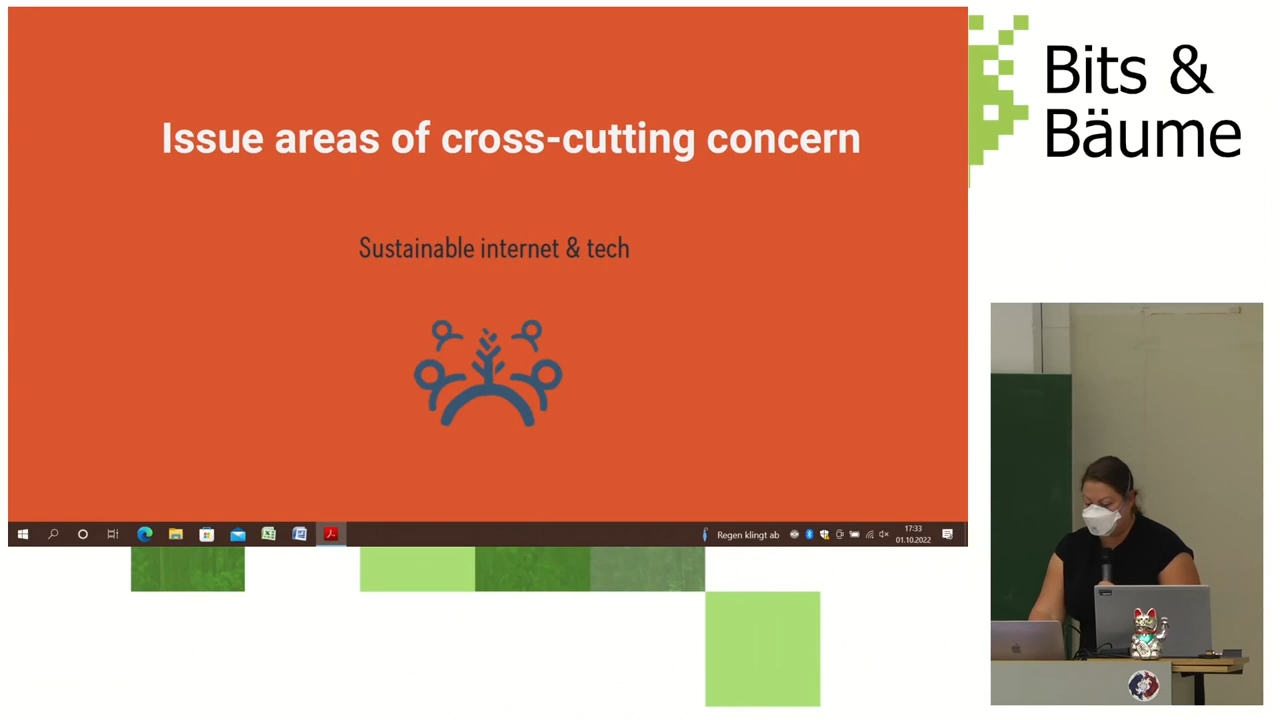 Issue areas of cross-cutting concern
Sustainable internet & tech
Regen klingt ab
17:33
01.10.2022
Bits &
Bäume